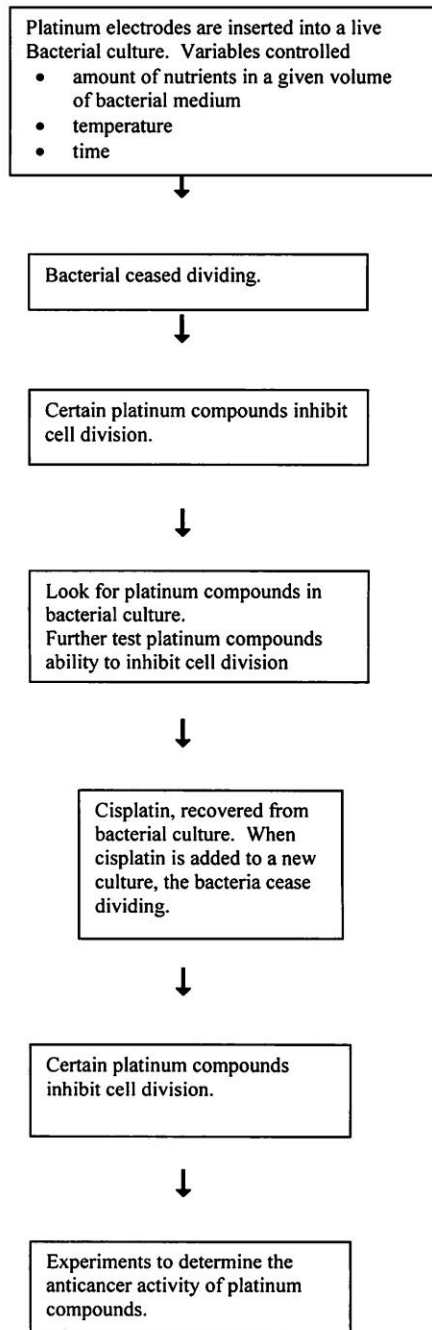 Platinum electrodes are inserted into a live
Bacterial culture. Variables controlled
• amount of nutrients in a given volume
of bacterial medium
• temperature
• time
Bacterial ceased dividing.
Certain platinum compounds inhibit
cell division.
Look for platinum compounds in
bacterial culture.
Further test platinum compounds
ability to inhibit cell division
Cisplatin, recovered from
bacterial culture. When
cisplatin is added to a new
culture, the bacteria cease
dividing.
Certain platinum compounds
inhibit cell division.
Experiments to determine the
anticancer activity of platinum
compounds.